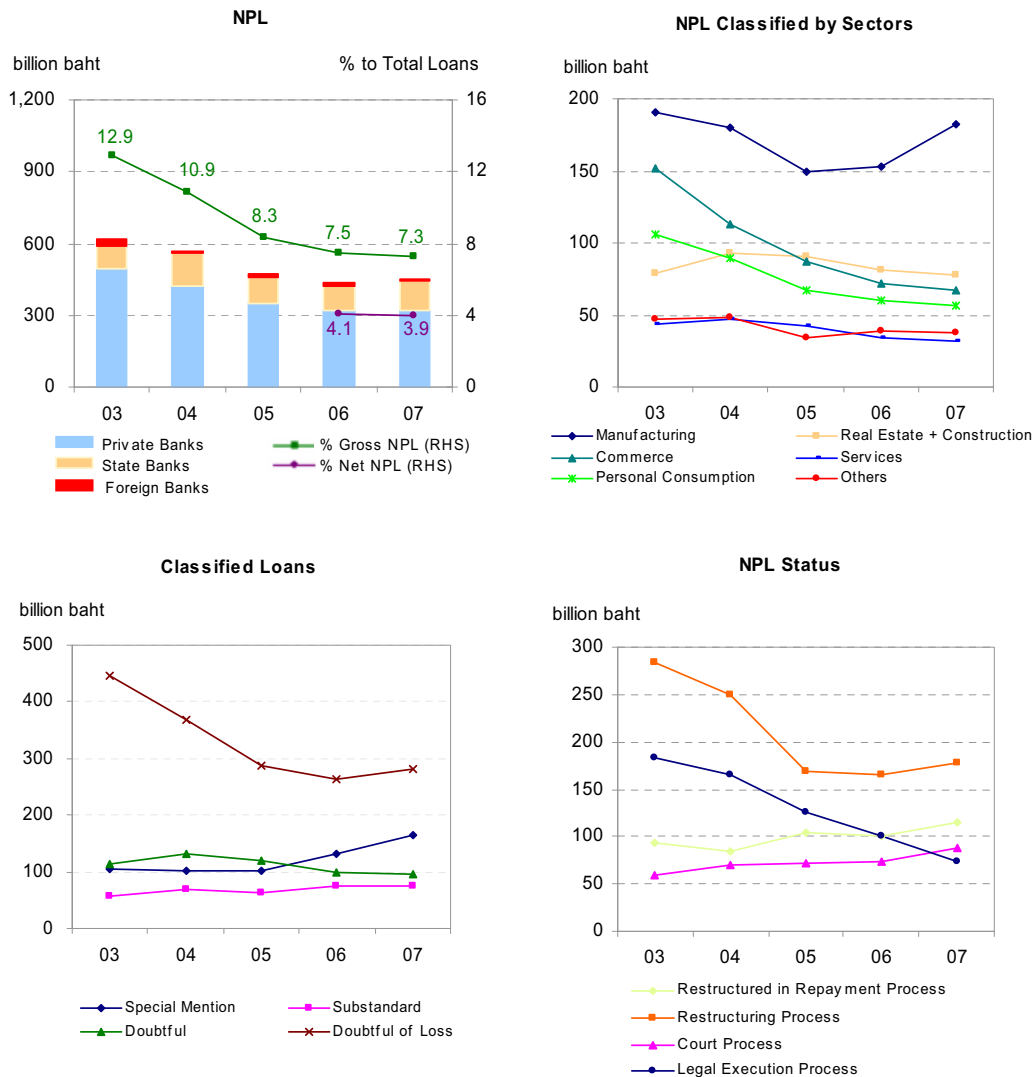 NPL
billion baht % to Total Loans
1,200 16
12.9
900 12
10.9
8.3
7.5
7.3
600 8
300 4
4.1
3.9
0 0
03 04 05 06 07
Private Banks % Gross NPL (RHS)
State Banks % Net NPL (RHS)
Foreign Banks
NPL Classified by Sectors
billion baht
200
150
100
50
0
03 04 05 06 07
Manufacturing Real Estate + Construction
Commerce Services
Personal Consumption Others
Classified Loans
billion baht
500
400
300
200
100
0
03 04 05 06 07
Special Mention Substandard
Doubtful Doubtful of Loss
NPL Status
billion baht
300
250
200
150
100
50
0
03 04 05 06 07
Restructured in Repayment Process
Restructuring Process
Court Process
Legal Execution Process